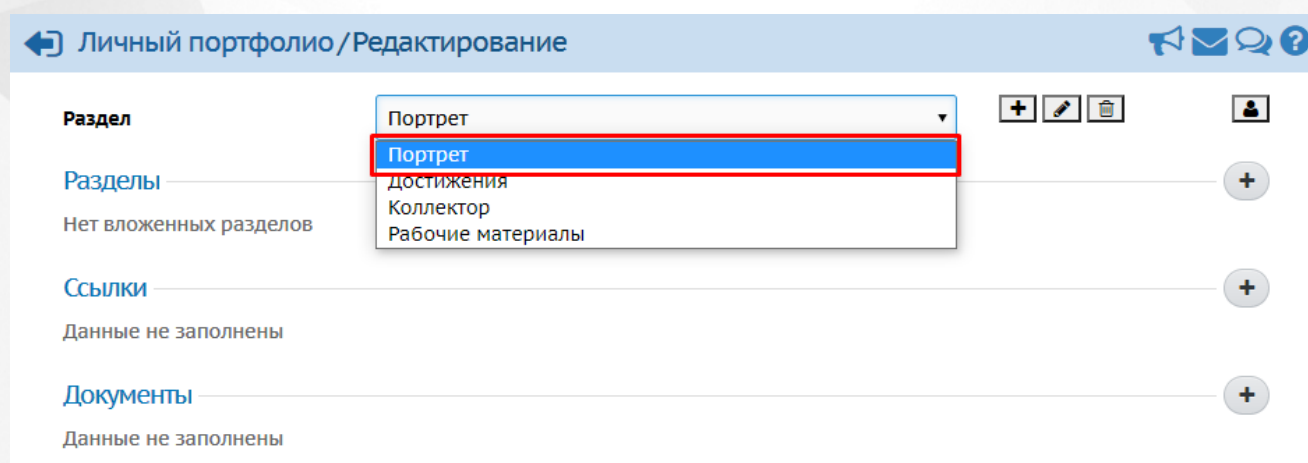 Личный портфолио/Редактирование
Раздел
Портрет
Портрет
Достижения
Коллектор
Рабочие материалы
Разделы
Нет вложенных разделов
Ссылки
Данные не заполнены
Документы
Данные не заполнены